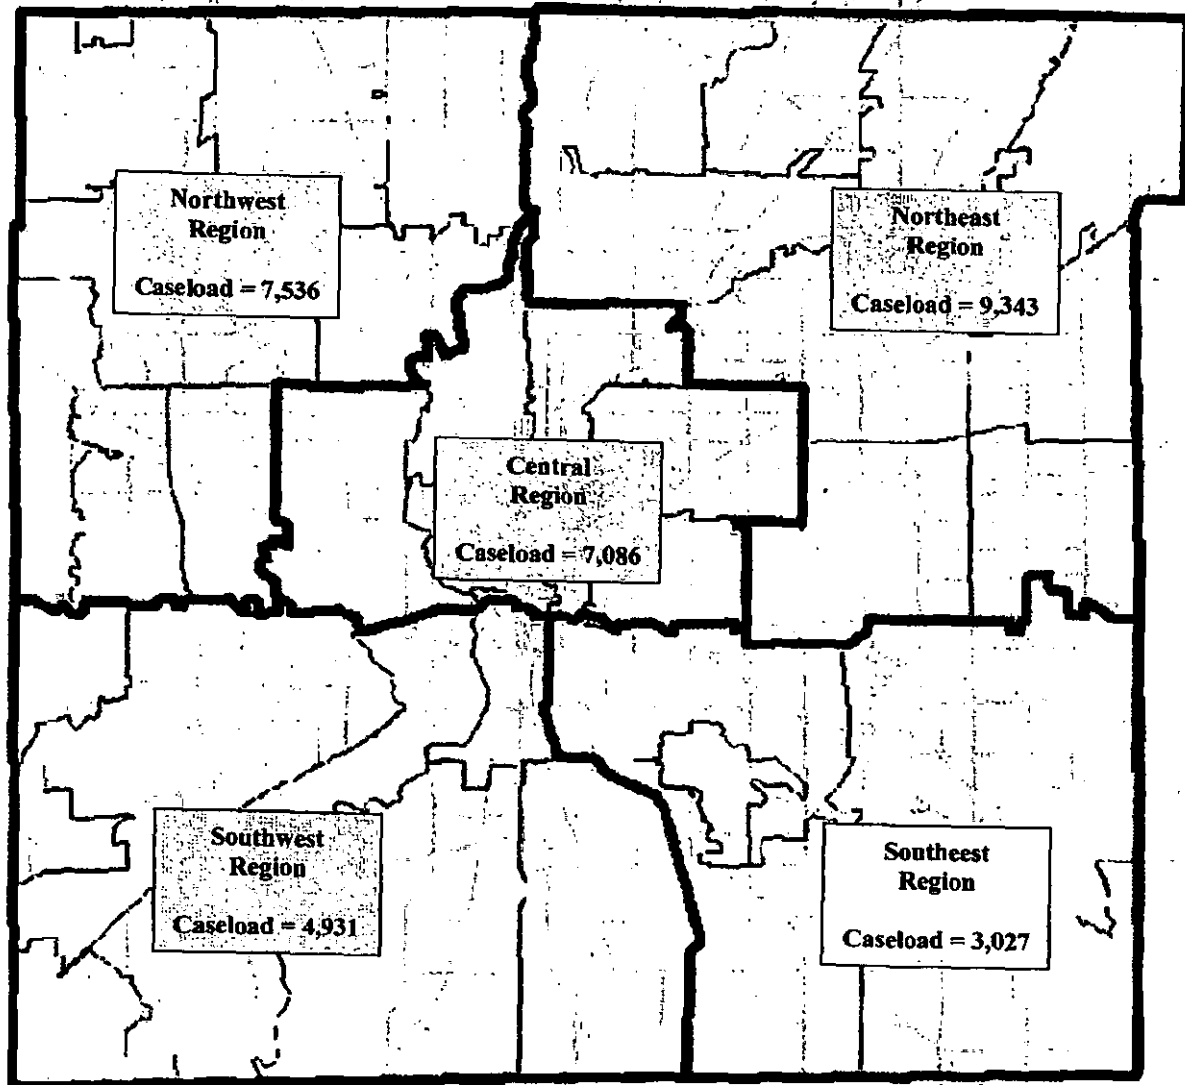 Northwest
Region
Caseload = 7,536
Northeast
Region
Caseload = 9,343
Central
Region
Caseload = 7,086
Southwest
Region
Caseload = 4,931
Sontheest
Region
Caseload = 3,027